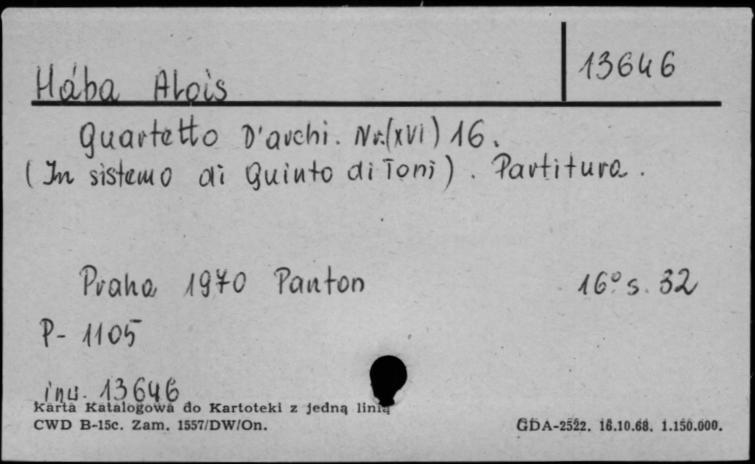 13646
Hába Alois
Quartetto D'archi. Nr.(XVI) 16.
(In sistemo di Quinto di Toni). Partitura.
Praha 1970 Panton 16° s. 32
P- 1105
inw. 13646
Karta Katalogowa do Kartoteki z jedną linią
CWD B-15c. Zam. 1557/DW/On. GDA-2522. 16.10.68. 1.150.000.